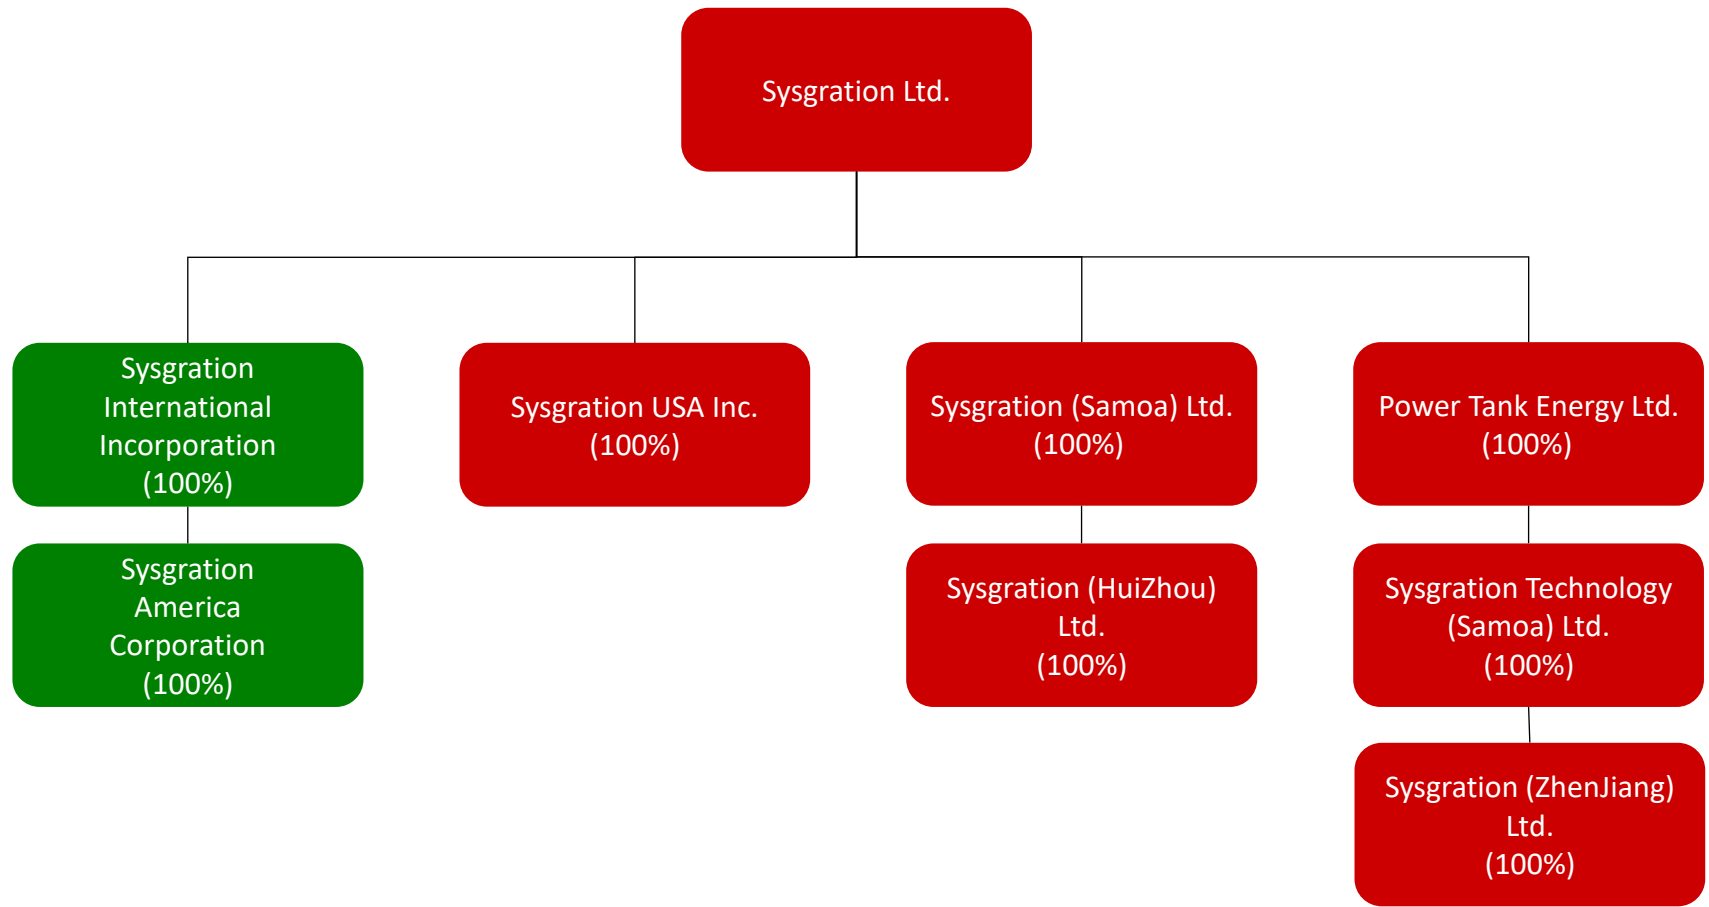 Sysgration Ltd.
Sysgration
International
Incorporation
(100%)
Sysgration USA Inc.
(100%)
Sysgration (Samoa) Ltd.
(100%)
Power Tank Energy Ltd.
(100%)
Sysgration
America
Corporation
(100%)
Sysgration (HuiZhou)
Ltd.
(100%)
Sysgration Technology
(Samoa) Ltd.
(100%)
Sysgration (ZhenJiang)
Ltd.
(100%)